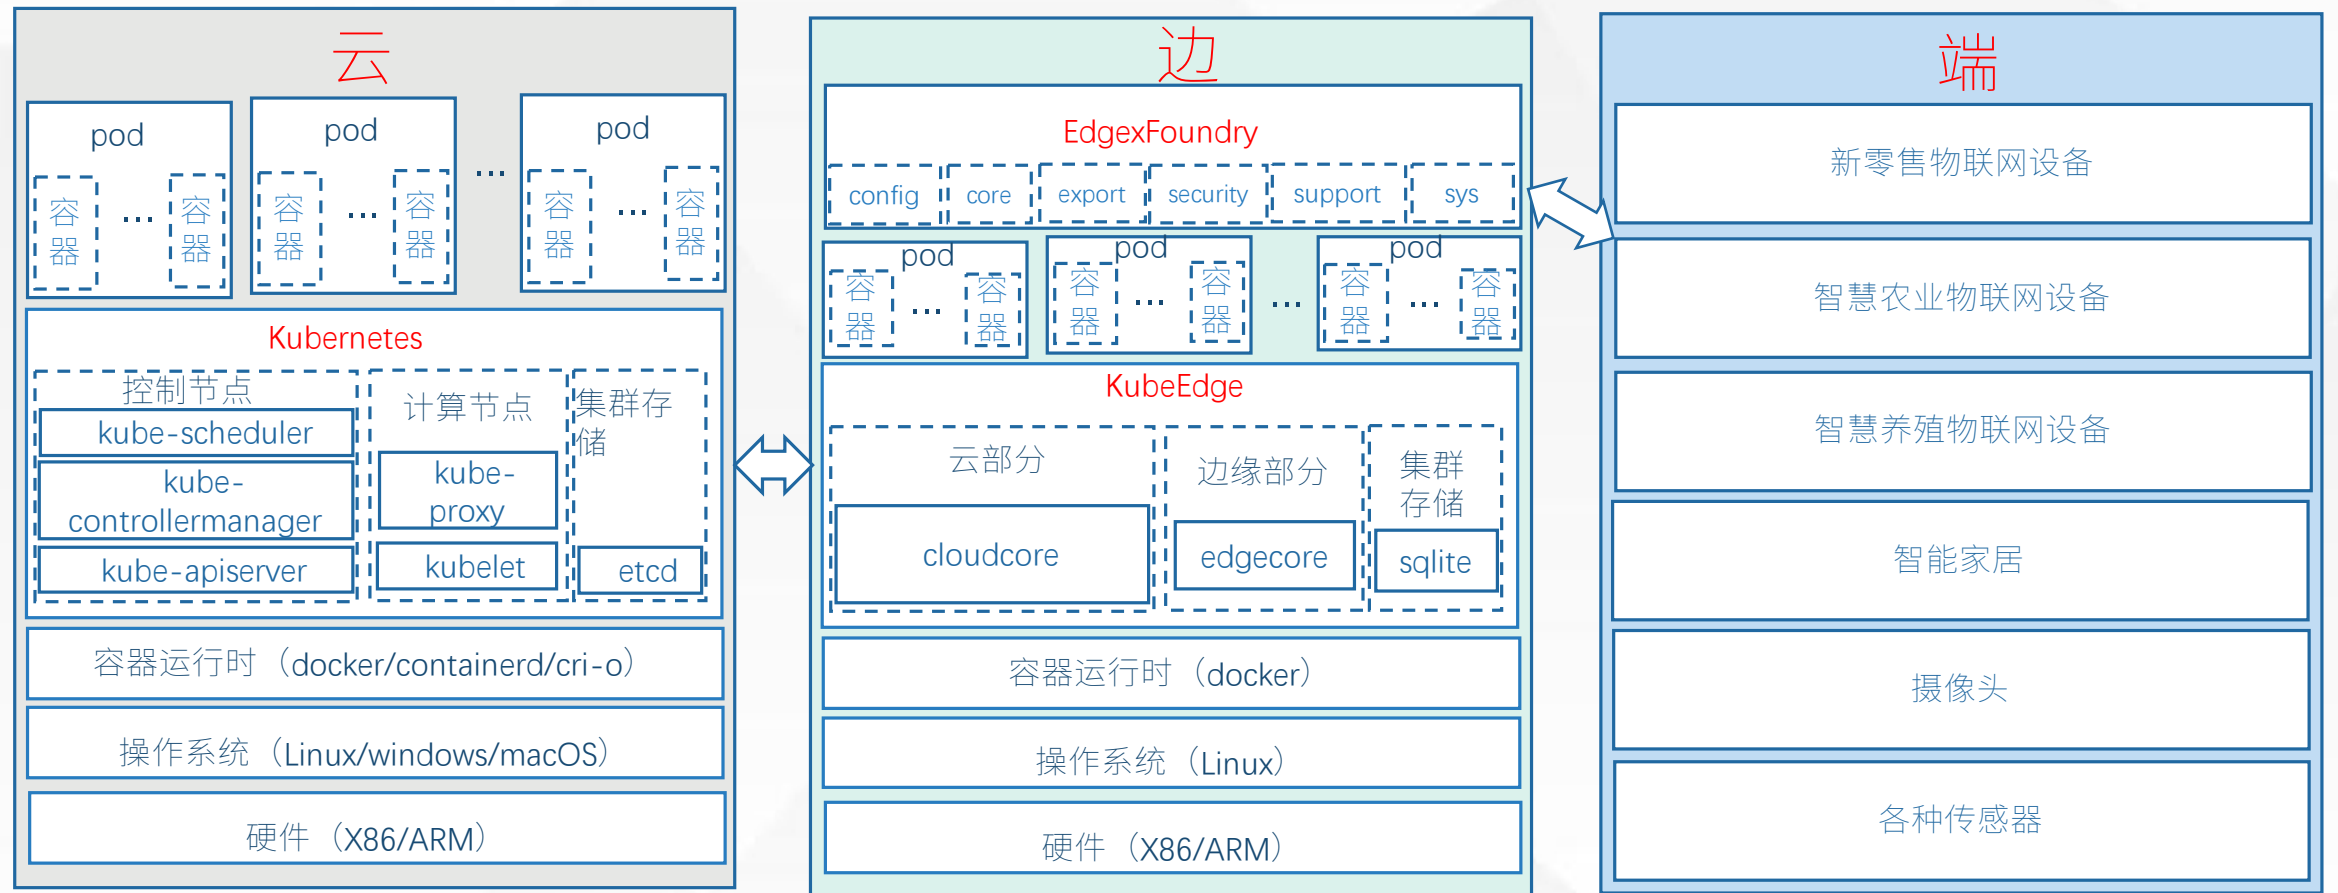 云
pod
容
器
...
容
器
pod
容
器
...
容
器
...
pod
容
器
...
容
器
Kubernetes
控制节点
kube-scheduler
kube-
controllermanager
kube-apiserver
计算节点
kube-
proxy
kubelet
集群存
储
etcd
容器运行时（docker/containerd/cri-o）
操作系统（Linux/windows/macOS）
硬件（X86/ARM）
边
EdgexFoundry
config
core
export
security
support
sys
pod
容
器
...
容
器
pod
容
器
...
容
器
...
pod
容
器
...
容
器
KubeEdge
云部分
cloudcore
边缘部分
edgecore
集群
存储
sqlite
容器运行时（docker）
操作系统（Linux）
硬件（X86/ARM）
端
新零售物联网设备
智慧农业物联网设备
智慧养殖物联网设备
智能家居
摄像头
各种传感器